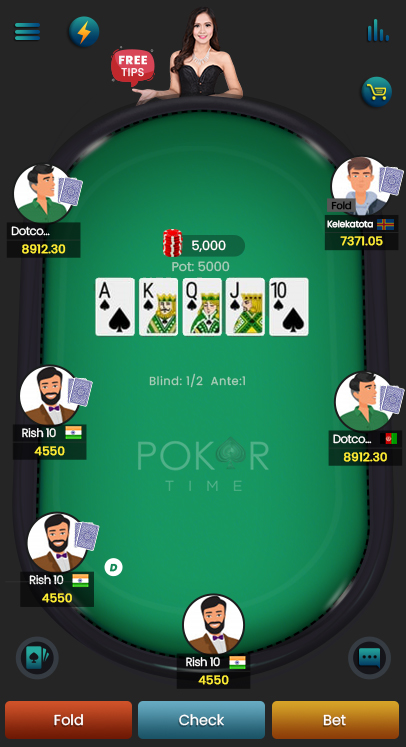 FREE
TIPS
Dotco...
8912.30
Fold
Kelekatota
7371.05
5,000
Pot: 5000
A K Q J 10
Blind: 1/2 Ante:1
Rish 10
4550
Dotco...
8912.30
POKER
TIME
Rish 10
4550
D
Rish 10
4550
Fold Check Bet